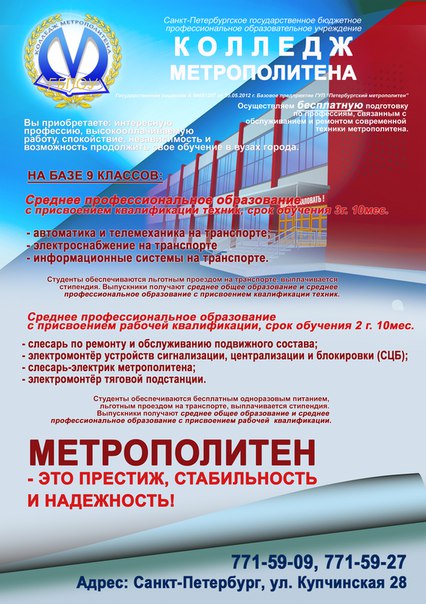 КОЛЛЕДЖ МЕТРОПОЛИТЕНА
Санкт-Петербургское государственное бюджетное
профессиональное образовательное учреждение
КОЛЛЕДЖ
МЕТРОПОЛИТЕНА
Осуществляем бесплатную подготовку
по профессиям, связанным с
обслуживанием и ремонтом современной
техники метрополитена.
Вы приобретаете: интересную
профессию, высокооплачиваемую
работу, спокойствие, независимость и
возможность продолжить свое обучение в вузах города.
НА БАЗЕ 9 КЛАССОВ:
Среднее профессиональное образование
с присвоением квалификации техник, срок обучения 3г. 10мес.
- автоматика и телемеханика на транспорте;
- электроснабжение на транспорте
- информационные системы на транспорте.
Студенты обеспечиваются льготным проездом на транспорте, выплачивается
стипендия. Выпускники получают среднее общее образование и среднее
профессиональное образование с присвоением квалификации техник.
Среднее профессиональное образование
с присвоением рабочей квалификации, срок обучения 2 г. 10мес.
- слесарь по ремонту и обслуживанию подвижного состава;
- электромонтёр устройств сигнализации, централизации и блокировки (СЦБ);
- слесарь-электрик метрополитена;
- электромонтёр тяговой подстанции.
Студенты обеспечиваются бесплатным одноразовым питанием,
льготным проездом на транспорте, выплачивается стипендия.
Выпускники получают среднее общее образование и среднее
профессиональное образование с присвоением рабочей квалификации.
МЕТРОПОЛИТЕН
- ЭТО ПРЕСТИЖ, СТАБИЛЬНОСТЬ
И НАДЕЖНОСТЬ!
771-59-09, 771-59-27
Адрес: Санкт-Петербург, ул. Купчинская 28